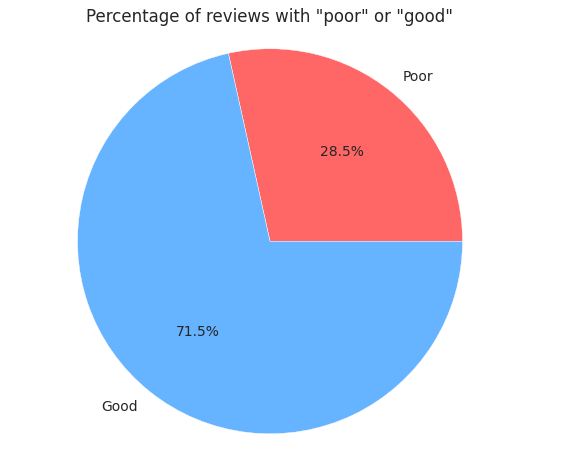 Percentage of reviews with "poor" or "good"
Poor
28.5%
71.5%
Good